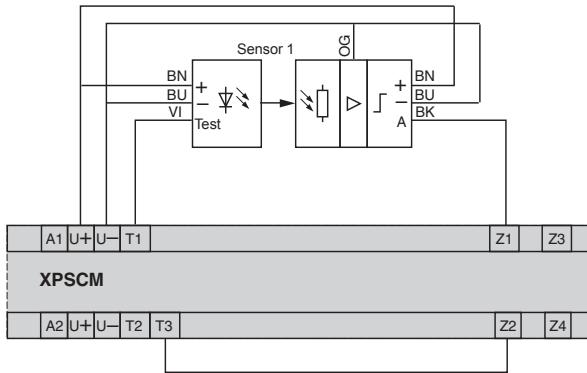 Sensor 1
OG
BN + + BN
BU − − BU
VI Test A BK
A1 U+ U− T1 Z1 Z3
XPSCM
A2 U+ U− T2 T3 Z2 Z4